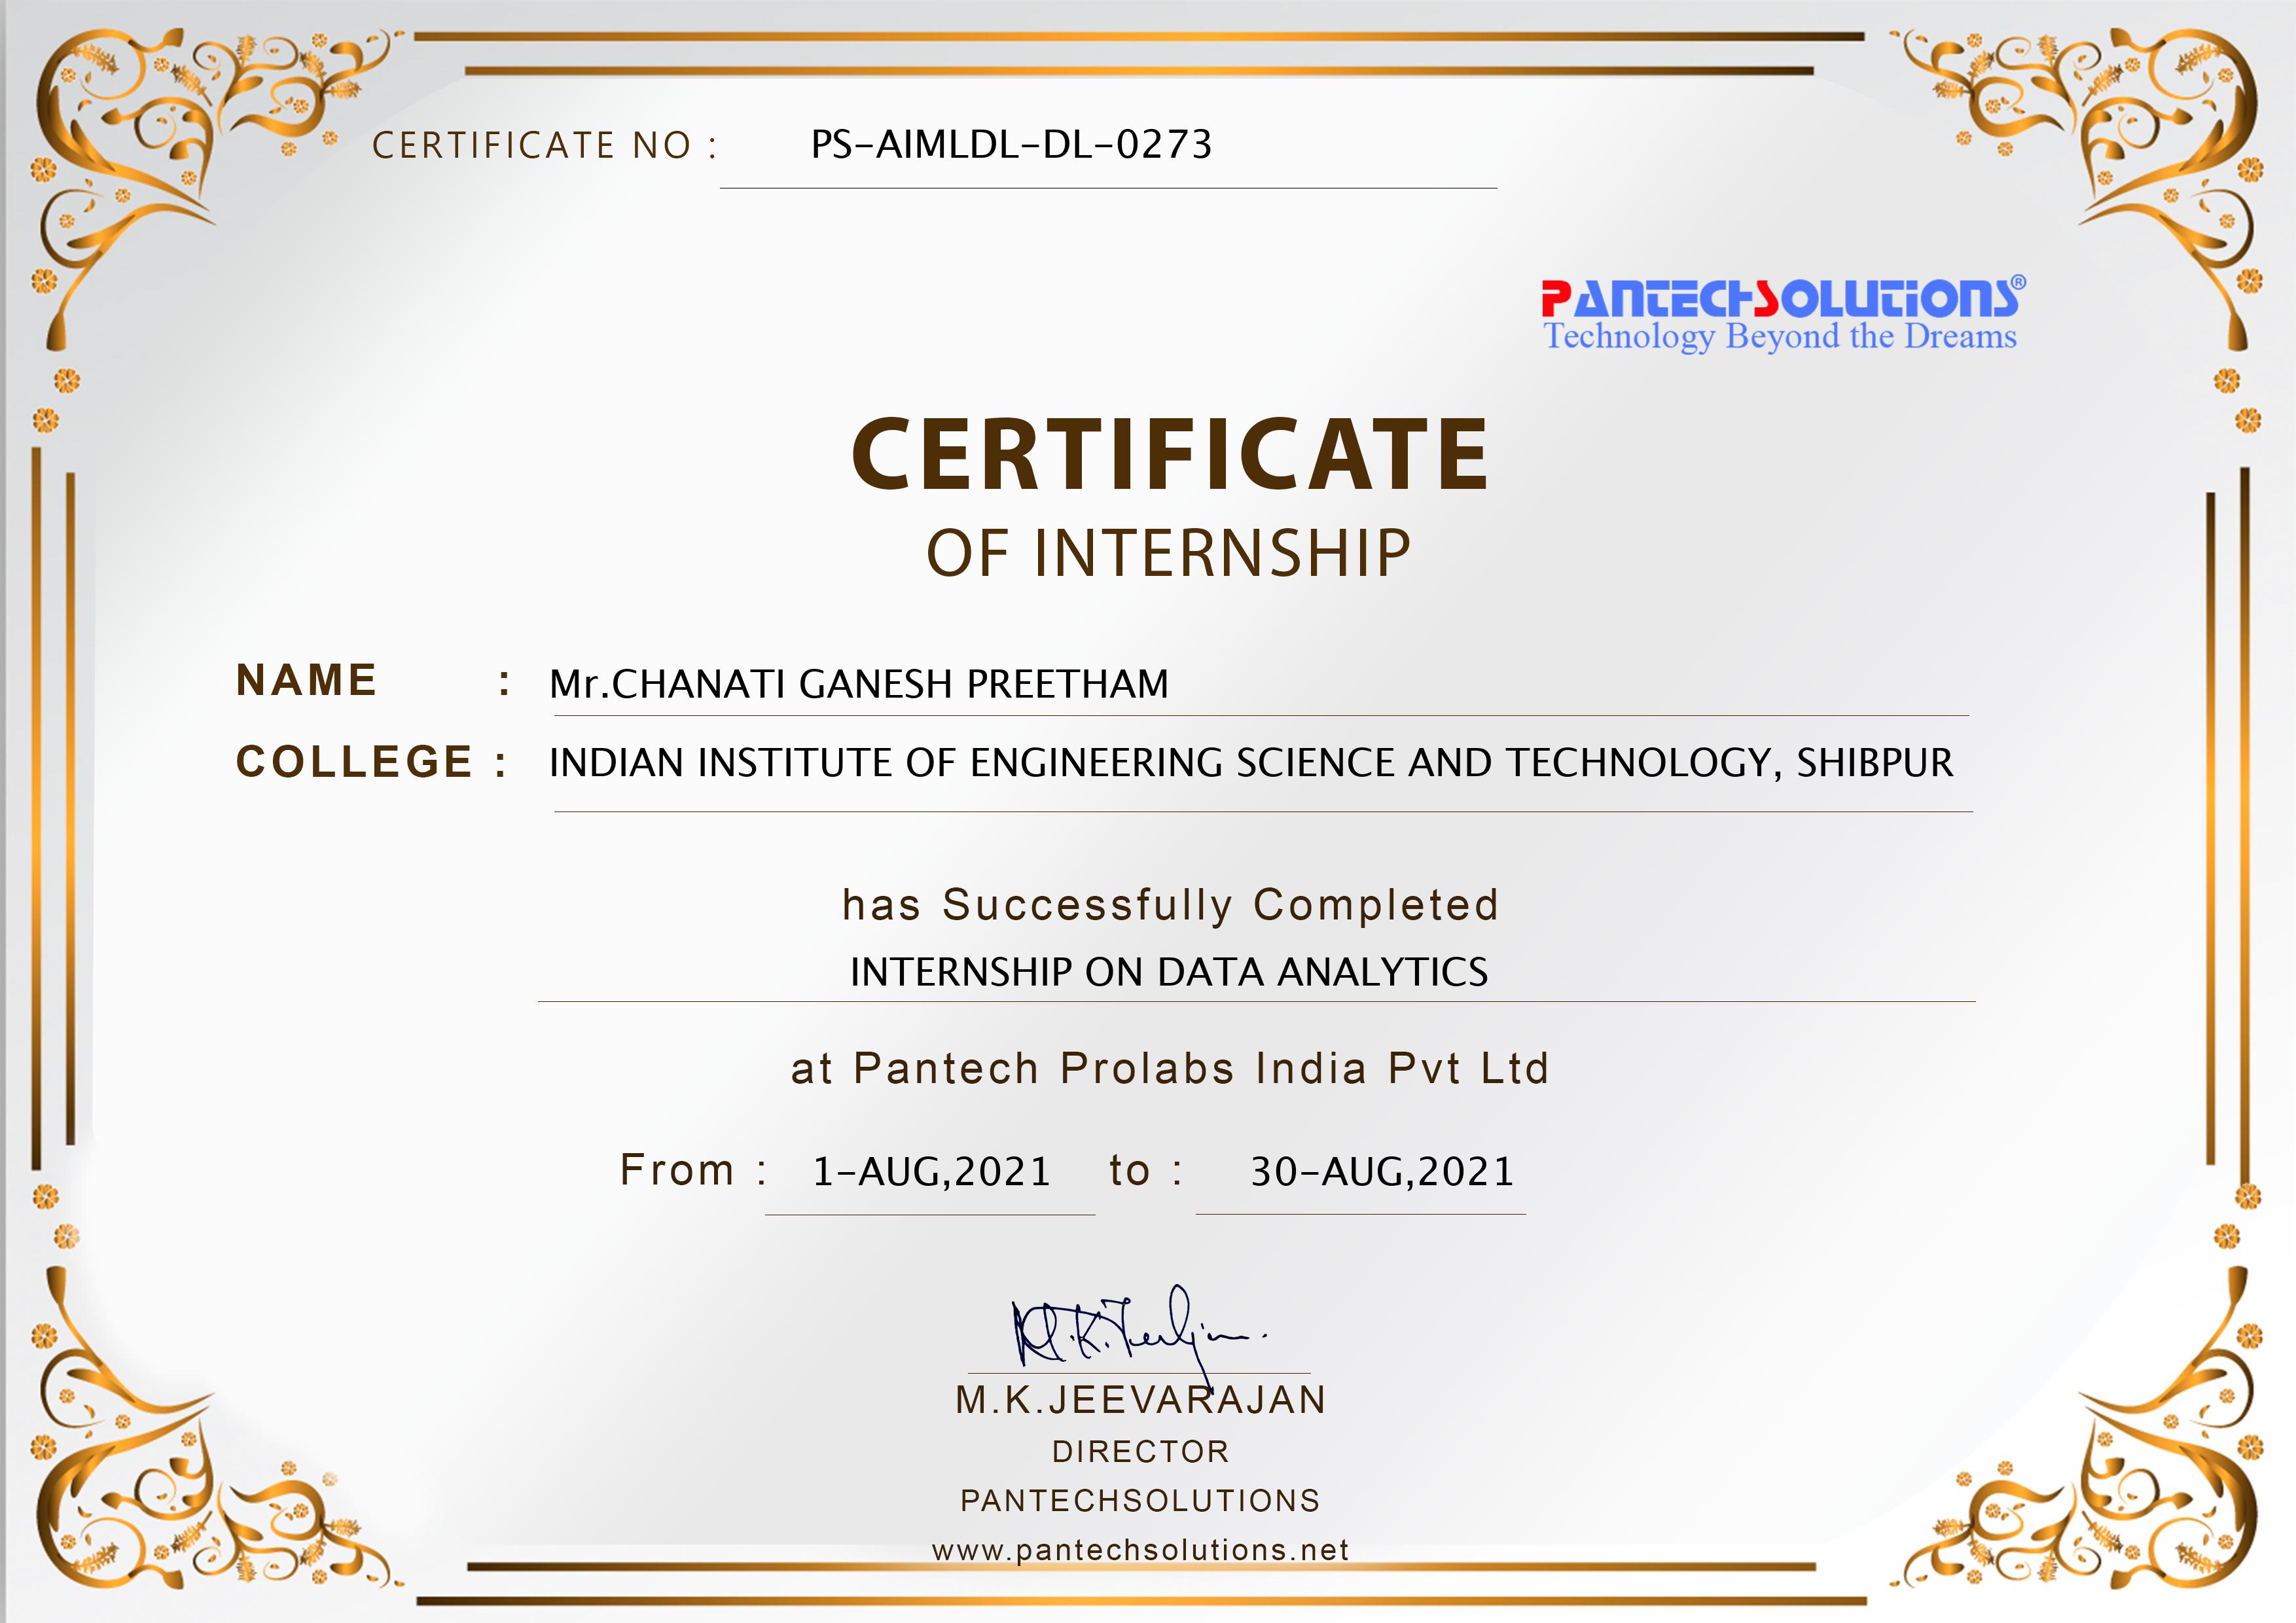 CERTIFICATE NO : PS-AIMLDL-DL-0273
PANTECHSOLUTIONS®
Technology Beyond the Dreams
CERTIFICATE
OF INTERNSHIP
NAME : Mr.CHANATI GANESH PREETHAM
COLLEGE : INDIAN INSTITUTE OF ENGINEERING SCIENCE AND TECHNOLOGY, SHIBPUR
has Successfully Completed
INTERNSHIP ON DATA ANALYTICS
at Pantech Prolabs India Pvt Ltd
From : 1-AUG,2021 to : 30-AUG,2021
M.K.JEEVARAJAN
DIRECTOR
PANTECHSOLUTIONS
www.pantechsolutions.net